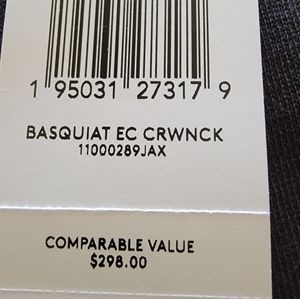 1 95031 27317 9
BASQUIAT EC CRWNCK
11000289JAX
COMPARABLE VALUE
$298.00